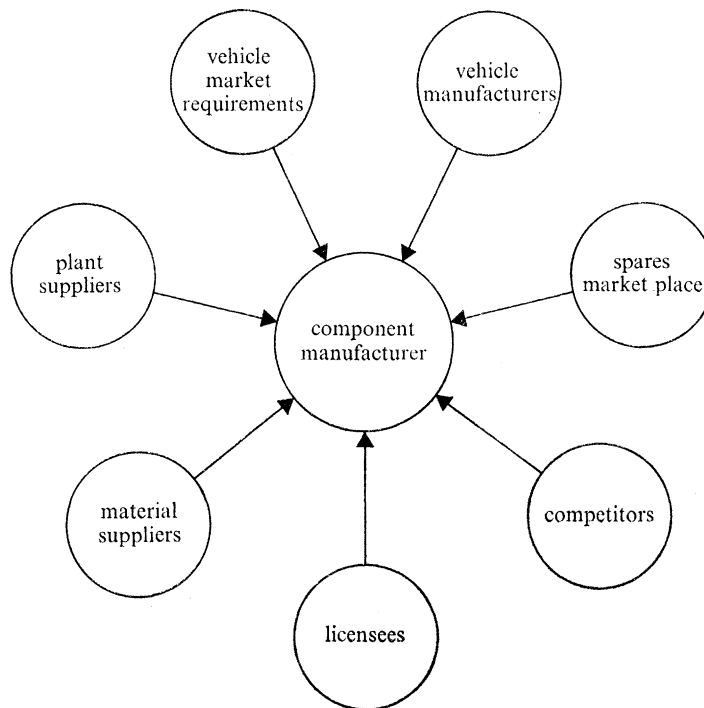 vehicle
market
requirements
vehicle
manufacturers
plant
suppliers
spares
market place
component
manufacturer
material
suppliers
competitors
licensees